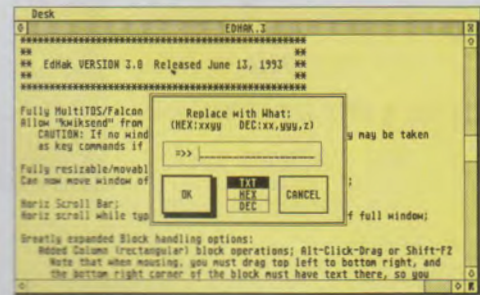 Desk
EDHAK.3
*******************************************************
**                                                    **
** EdHak VERSION 3.0 Released June 13, 1993 **
**                                                    **
*******************************************************
Fully MultiTOS/Falcon
Allow "kwiksend" from
CAUTION: If no wind
y may be taken
as key commands if
Fully resizable/movabl
Can now move window of
;
Horiz Scroll Bar;
Horiz scroll while typ
f full window;
Greatly expanded Block handling options:
Added Column (rectangular) block operations; Alt-Click-Drag or Shift-F2
Note that when mousing, you must drag top left to bottom right, and
the bottom right corner of the block must have text there, so you
Replace with What:
(HEX:xxyy DEC:xx,yyy,z)
=>>
OK
TXT
HEX
DEC
CANCEL